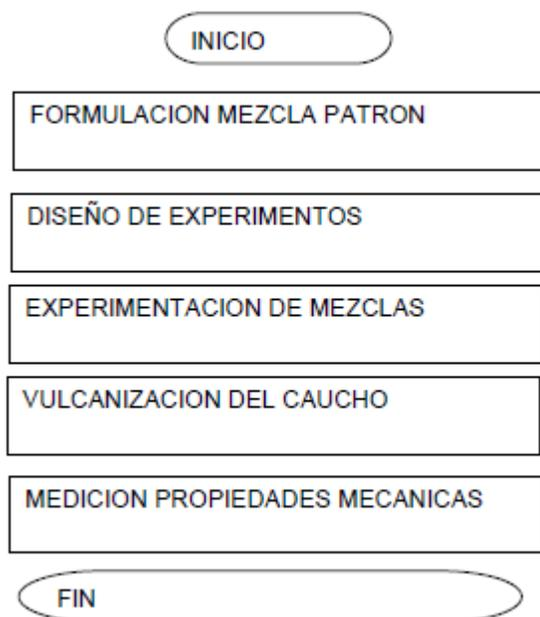 INICIO
FORMULACION MEZCLA PATRON
DISEÑO DE EXPERIMENTOS
EXPERIMENTACION DE MEZCLAS
VULCANIZACION DEL CAUCHO
MEDICION PROPIEDADES MECANICAS
FIN